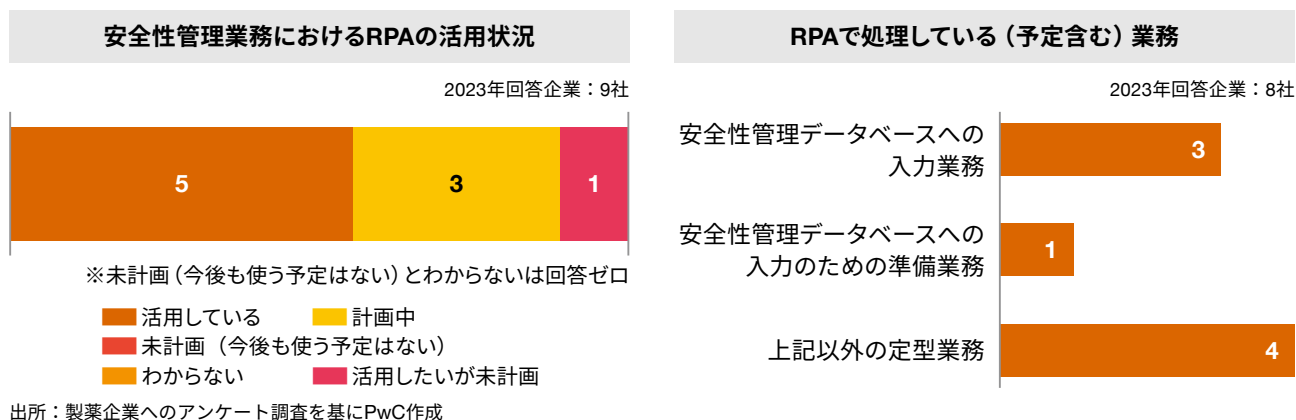 安全性管理業務におけるRPAの活用状況
2023年回答企業：9社
5
3
1
※未計画（今後も使う予定はない）とわからないは回答ゼロ
活用している
計画中
未計画（今後も使う予定はない）
わからない
活用したいが未計画
出所：製薬企業へのアンケート調査を基にPwC作成
RPAで処理している（予定含む）業務
2023年回答企業：8社
安全性管理データベースへの
入力業務
3
安全性管理データベースへの
入力のための準備業務
1
上記以外の定型業務
4